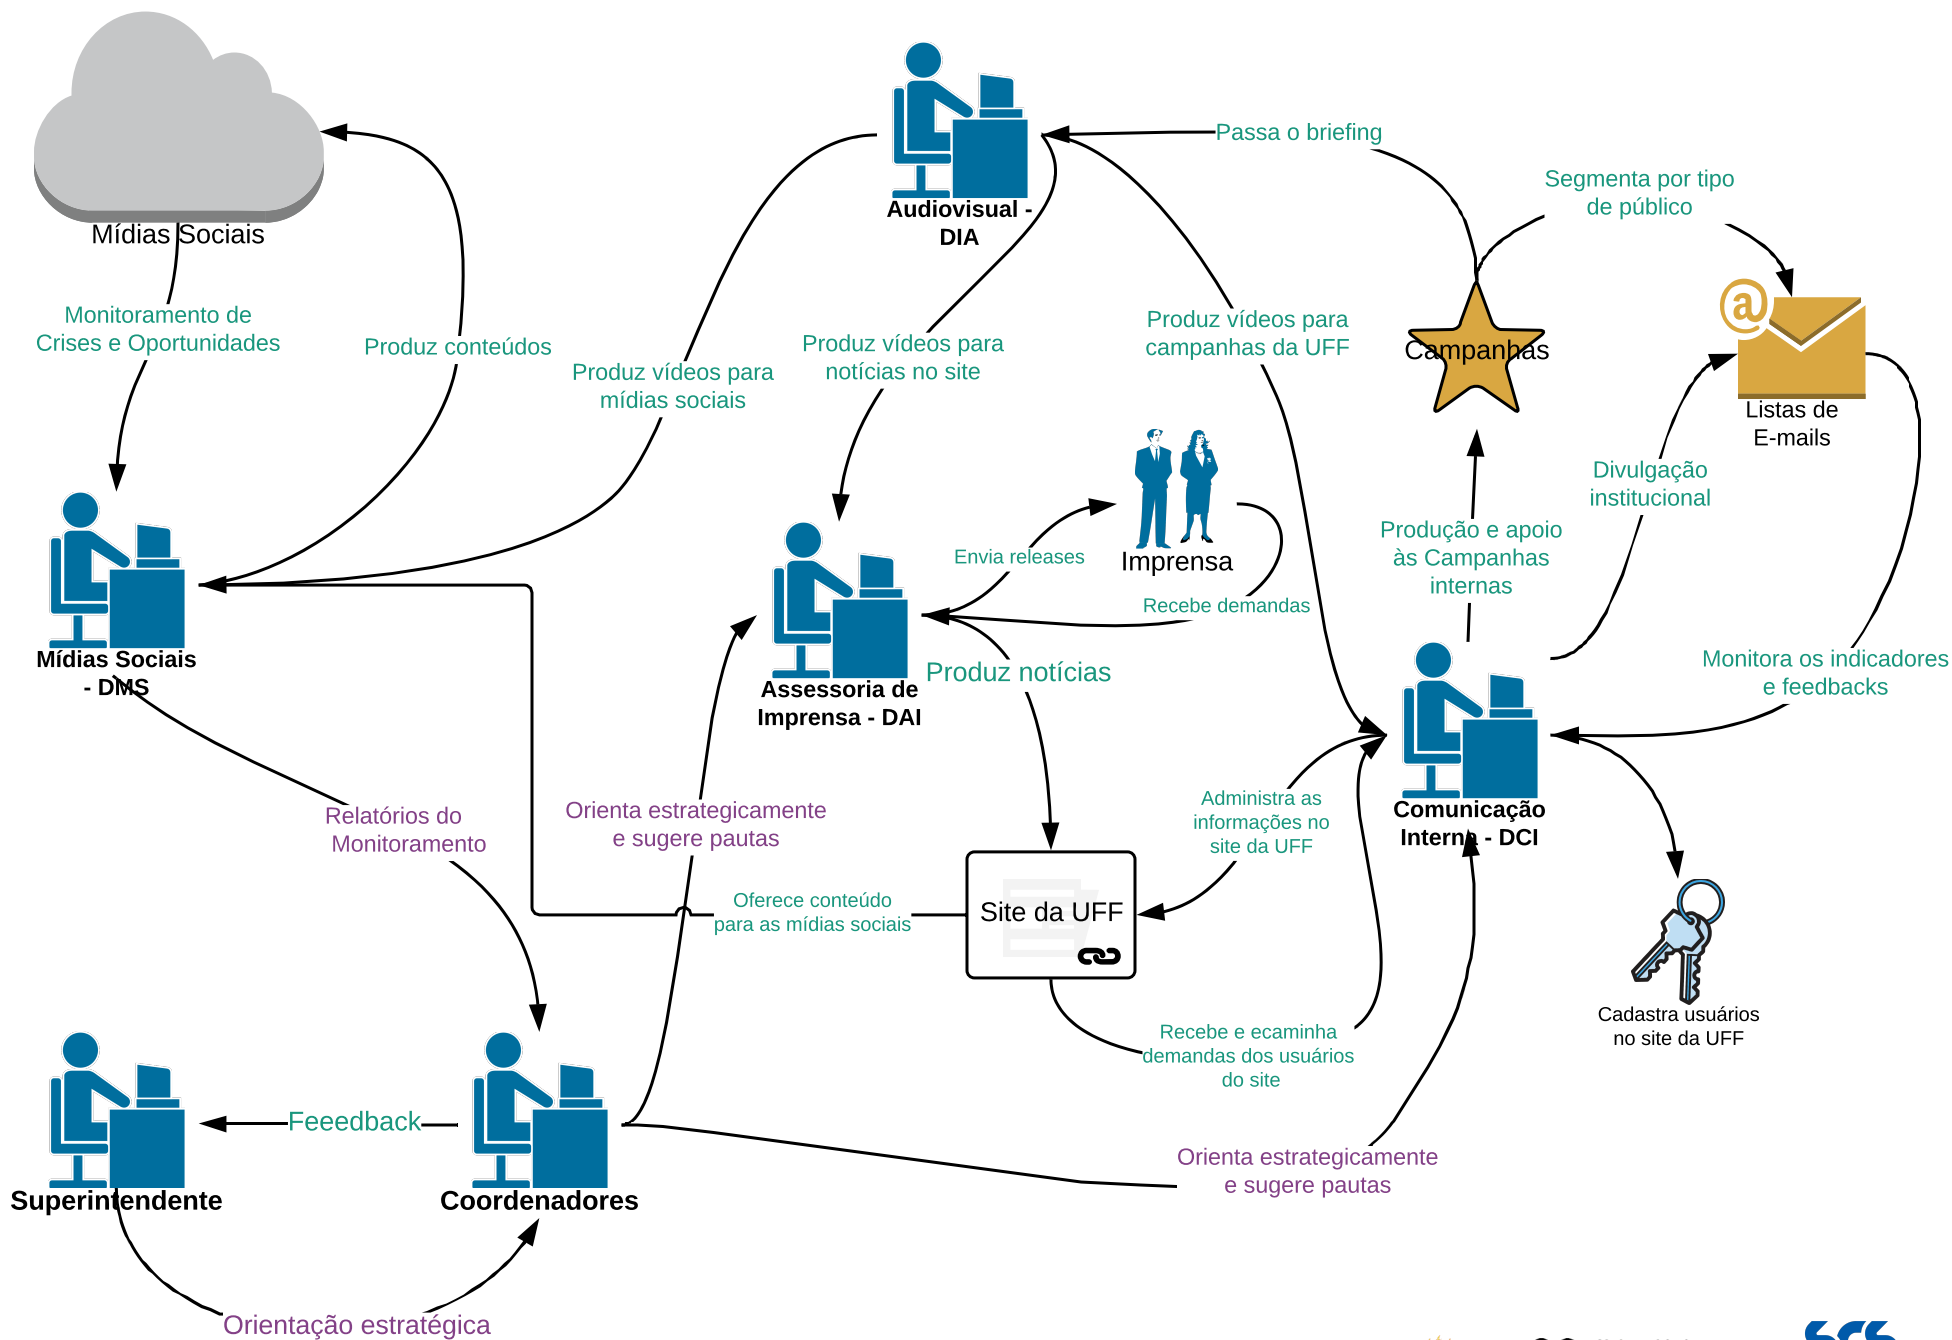 Mídias Sociais
Monitoramento de
Crises e Oportunidades
Produz conteúdos
Produz vídeos para
mídias sociais
Audiovisual -
DIA
Produz vídeos para
notícias no site
Passa o briefing
Produz vídeos para
campanhas da UFF
Segmenta por tipo
de público
Campanhas
@
Listas de
E-mails
Divulgação
institucional
Produção e apoio
às Campanhas
internas
Monitora os indicadores
e feedbacks
Imprensa
Envia releases
Recebe demandas
Mídias Sociais
- DMS
Assessoria de
Imprensa - DAI
Produz notícias
Comunicação
Interna - DCI
Administra as
informações no
site da UFF
Relatórios do
Monitoramento
Orienta estrategicamente
e sugere pautas
Oferece conteúdo
para as mídias sociais
Site da UFF
Recebe e ecaminha
demandas dos usuários
do site
Cadastra usuários
no site da UFF
Feeedback
Superintendente
Coordenadores
Orienta estrategicamente
e sugere pautas
Orientação estratégica